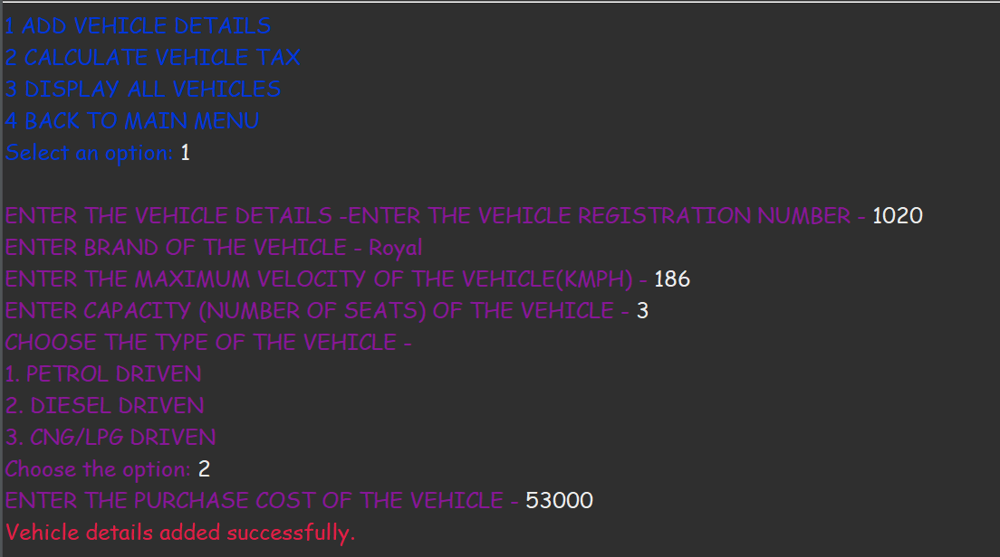 1 ADD VEHICLE DETAILS
2 CALCULATE VEHICLE TAX
3 DISPLAY ALL VEHICLES
4 BACK TO MAIN MENU
Select an option: 1
ENTER THE VEHICLE DETAILS -ENTER THE VEHICLE REGISTRATION NUMBER - 1020
ENTER BRAND OF THE VEHICLE - Royal
ENTER THE MAXIMUM VELOCITY OF THE VEHICLE(KMPH) - 186
ENTER CAPACITY (NUMBER OF SEATS) OF THE VEHICLE - 3
CHOOSE THE TYPE OF THE VEHICLE -
1. PETROL DRIVEN
2. DIESEL DRIVEN
3. CNG/LPG DRIVEN
Choose the option: 2
ENTER THE PURCHASE COST OF THE VEHICLE - 53000
Vehicle details added successfully.